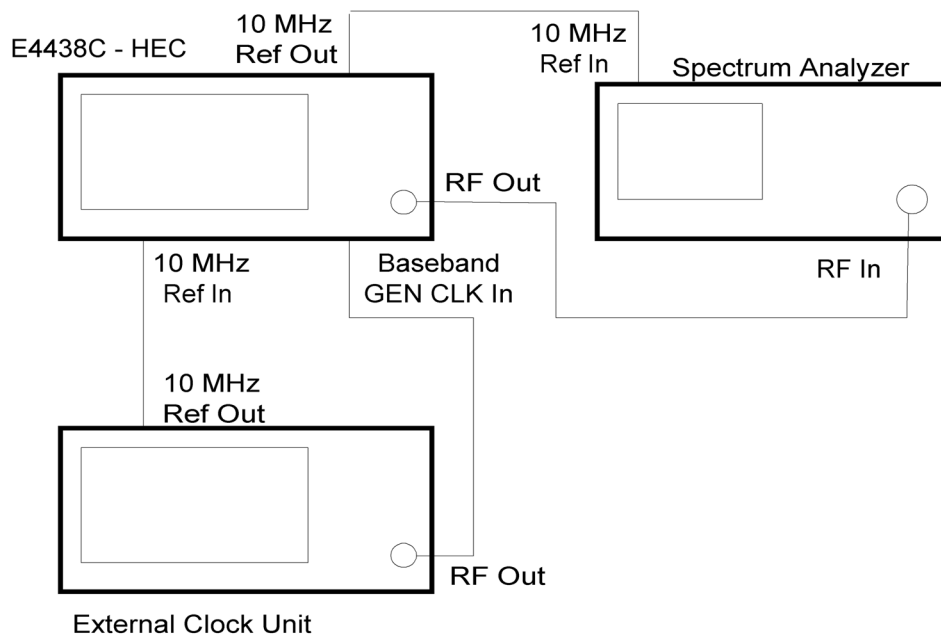 E4438C - HEC
10 MHz
Ref Out
10 MHz
Ref In
Spectrum Analyzer
RF Out
RF In
10 MHz
Ref In
Baseband
GEN CLK In
10 MHz
Ref Out
RF Out
External Clock Unit